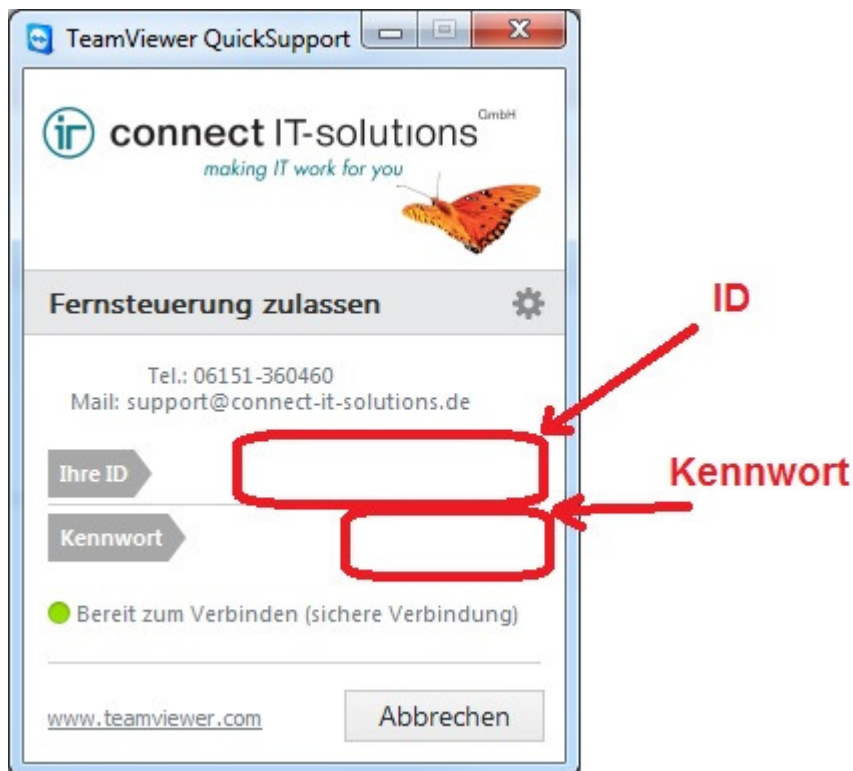 TeamViewer QuickSupport
connect IT-solutions GmbH
making IT work for you
Fernsteuerung zulassen
ID
Tel.: 06151-360460
Mail: support@connect-it-solutions.de
Ihre ID
Kennwort
Kennwort
Bereit zum Verbinden (sichere Verbindung)
www.teamviewer.com
Abbrechen